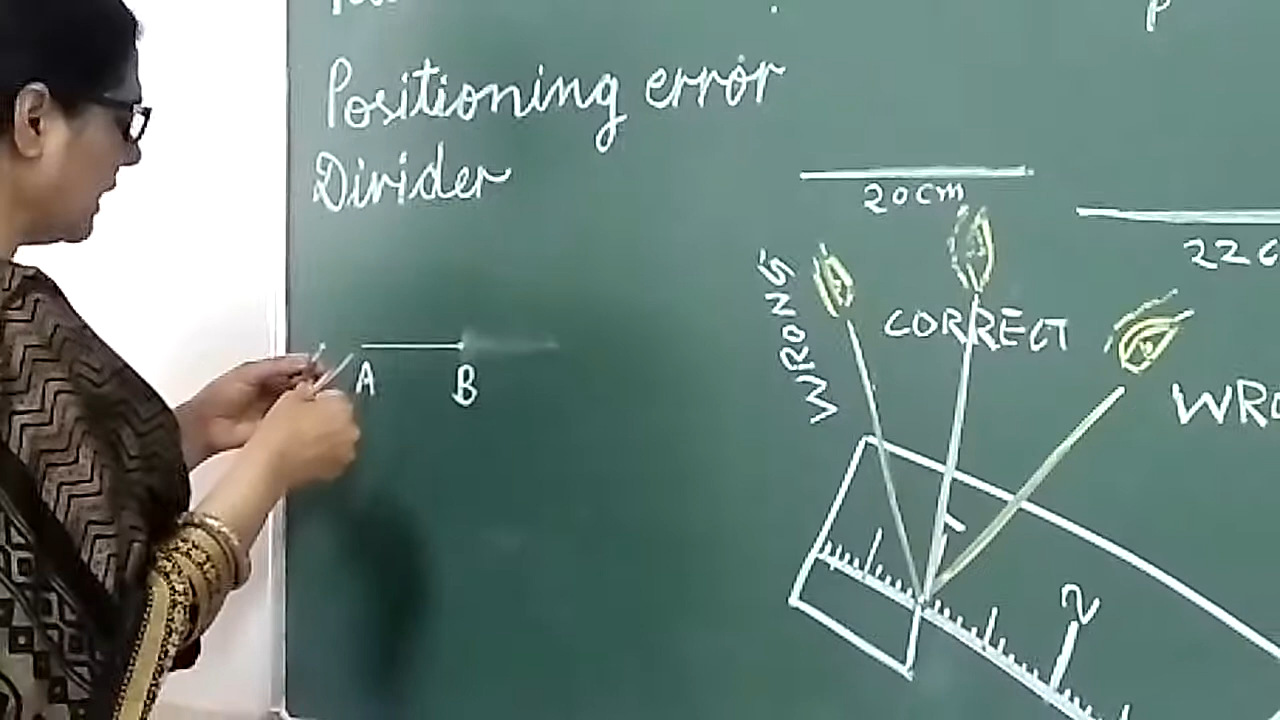 Positioning error
Divider
20cm
WRONG
CORRECT
A
B
2